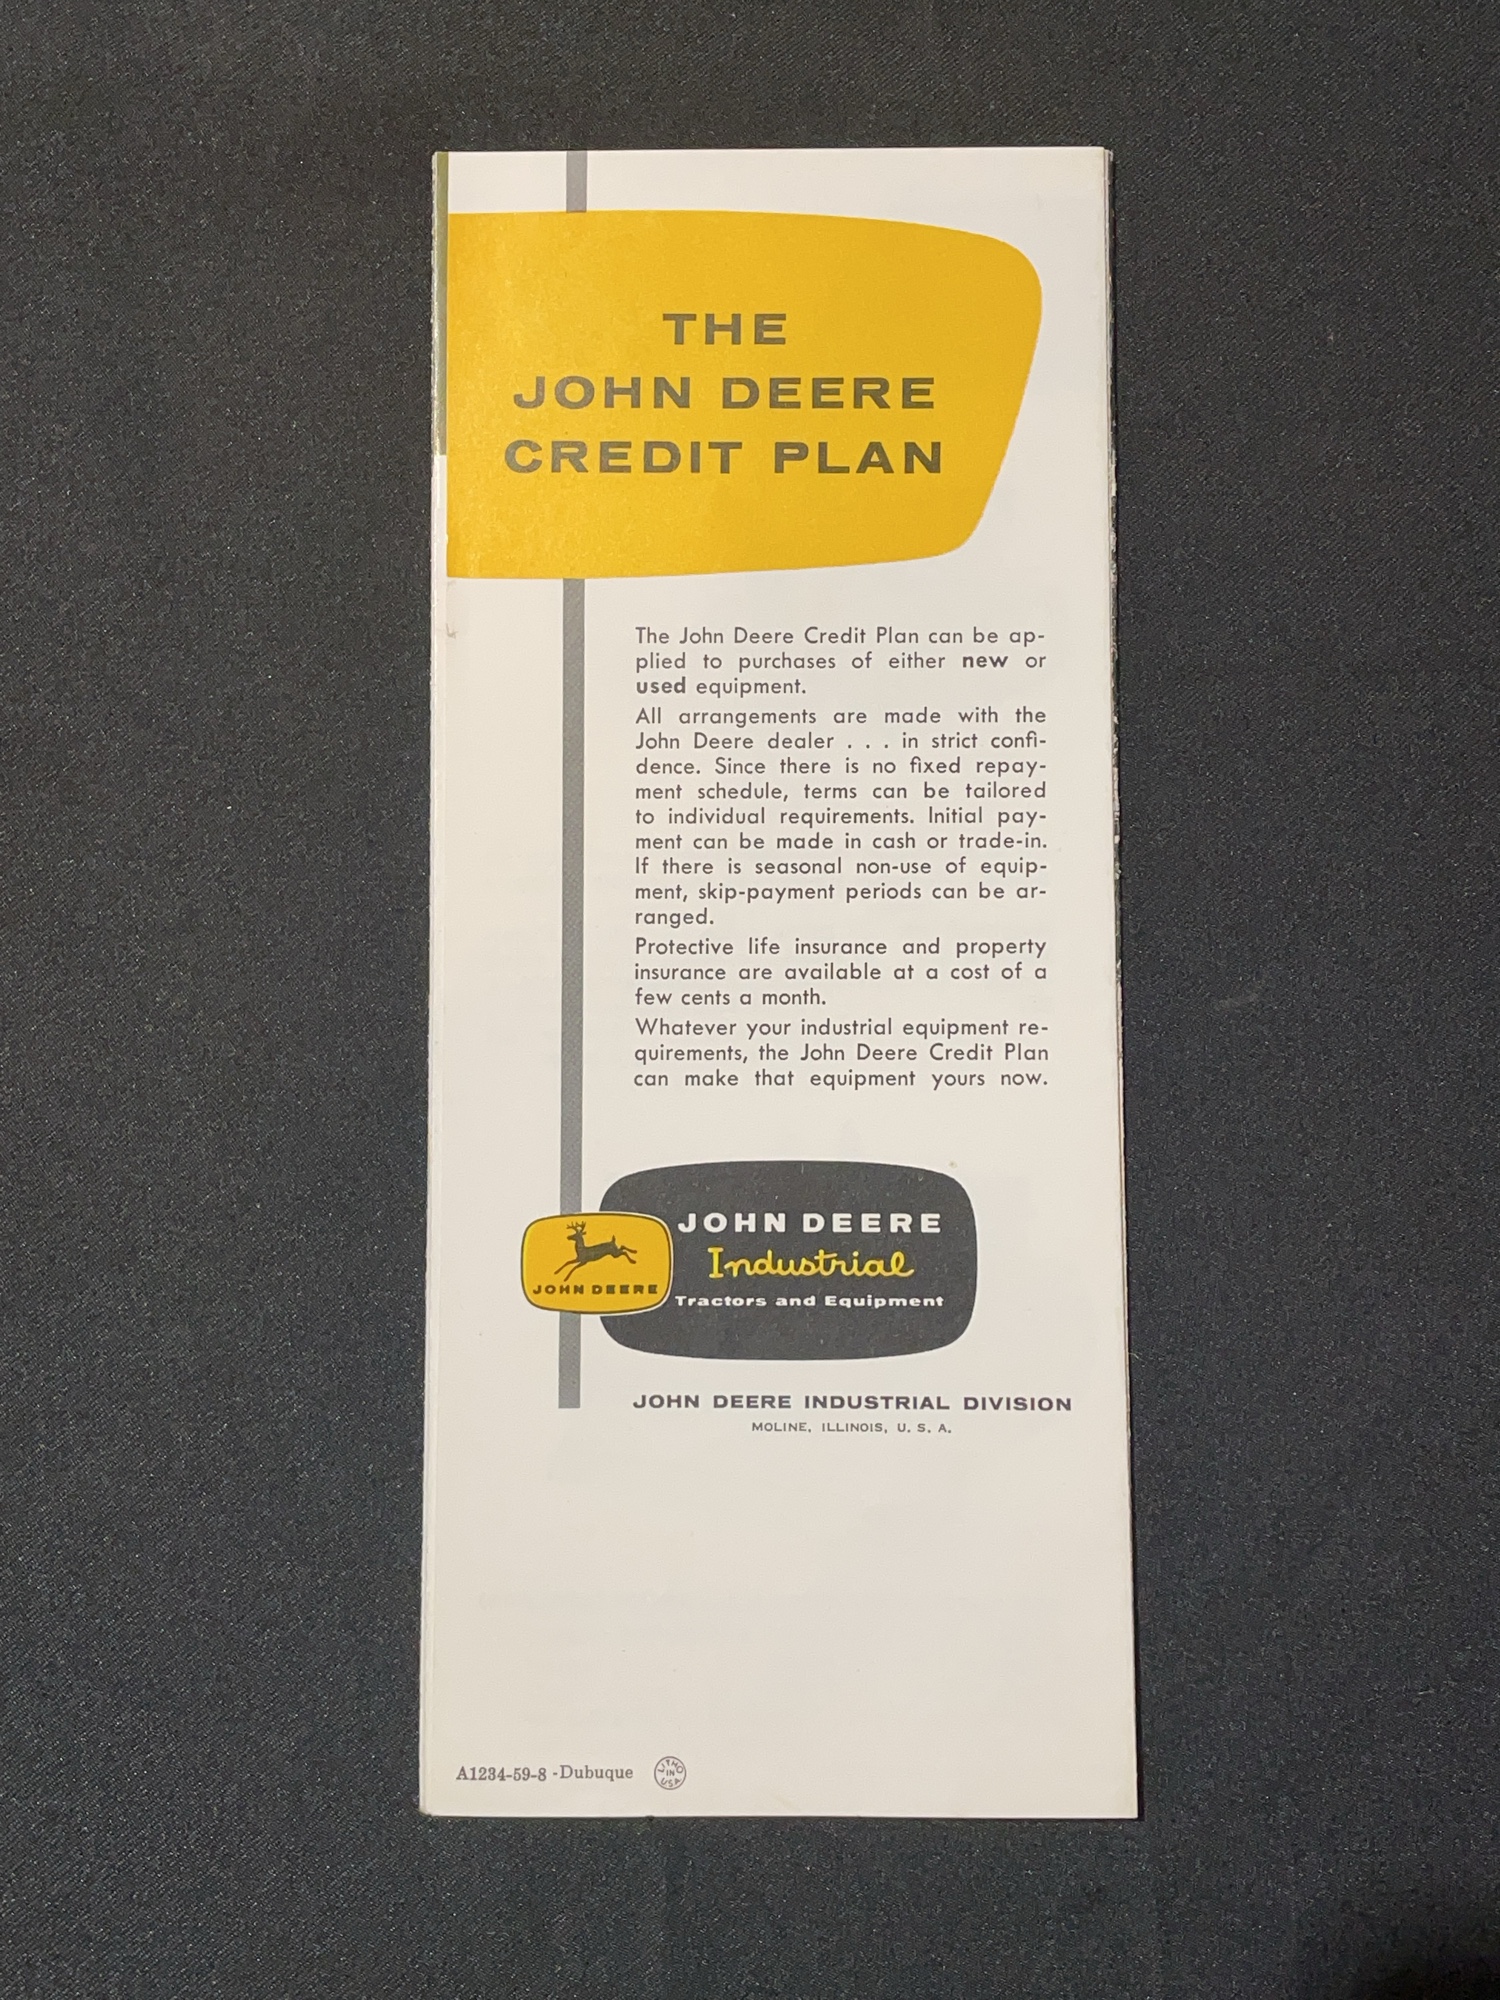 THE
JOHN DEERE
CREDIT PLAN
The John Deere Credit Plan can be ap-
plied to purchases of either new or
used equipment.
All arrangements are made with the
John Deere dealer . . . in strict confi-
dence. Since there is no fixed repay-
ment schedule, terms can be tailored
to individual requirements. Initial pay-
ment can be made in cash or trade-in.
If there is seasonal non-use of equip-
ment, skip-payment periods can be ar-
ranged.
Protective life insurance and property
insurance are available at a cost of a
few cents a month.
Whatever your industrial equipment re-
quirements, the John Deere Credit Plan
can make that equipment yours now.
JOHN DEERE
JOHN DEERE
Industrial
Tractors and Equipment
JOHN DEERE INDUSTRIAL DIVISION
MOLINE, ILLINOIS, U. S. A.
A1234-59-8 -Dubuque
LITHO
IN
USA